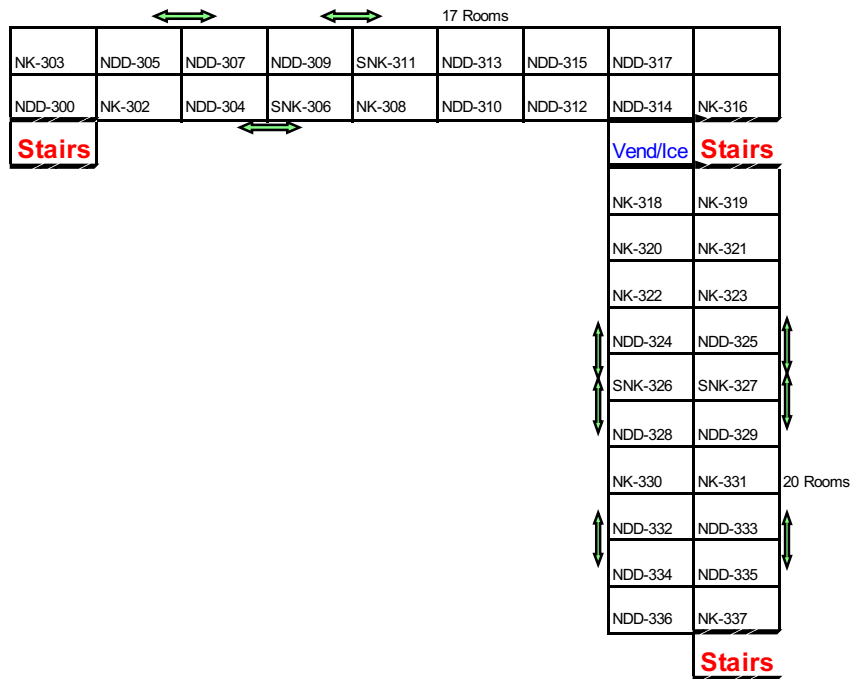 17 Rooms
NK-303 NDD-305 NDD-307 NDD-309 SNK-311 NDD-313 NDD-315 NDD-317
NDD-300 NK-302 NDD-304 SNK-306 NK-308 NDD-310 NDD-312 NDD-314 NK-316
Stairs Vend/Ice Stairs
NK-318 NK-319
NK-320 NK-321
NK-322 NK-323
NDD-324 NDD-325
SNK-326 SNK-327
NDD-328 NDD-329
NK-330 NK-331 20 Rooms
NDD-332 NDD-333
NDD-334 NDD-335
NDD-336 NK-337
Stairs